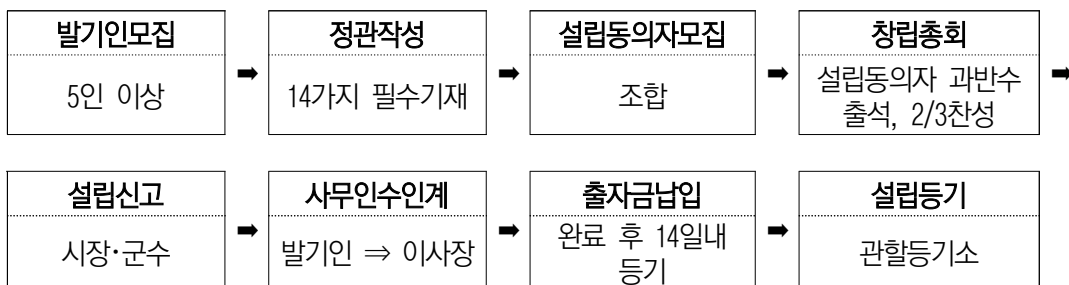 발기인모집
5인 이상
➡
정관작성
14가지 필수기재
➡
설립동의자모집
조합
➡
창립총회
설립동의자 과반수
출석, 2/3찬성
➡
설립신고
시장·군수
➡
사무인수인계
발기인 ⇒ 이사장
➡
출자금납입
완료 후 14일내
등기
➡
설립등기
관할등기소